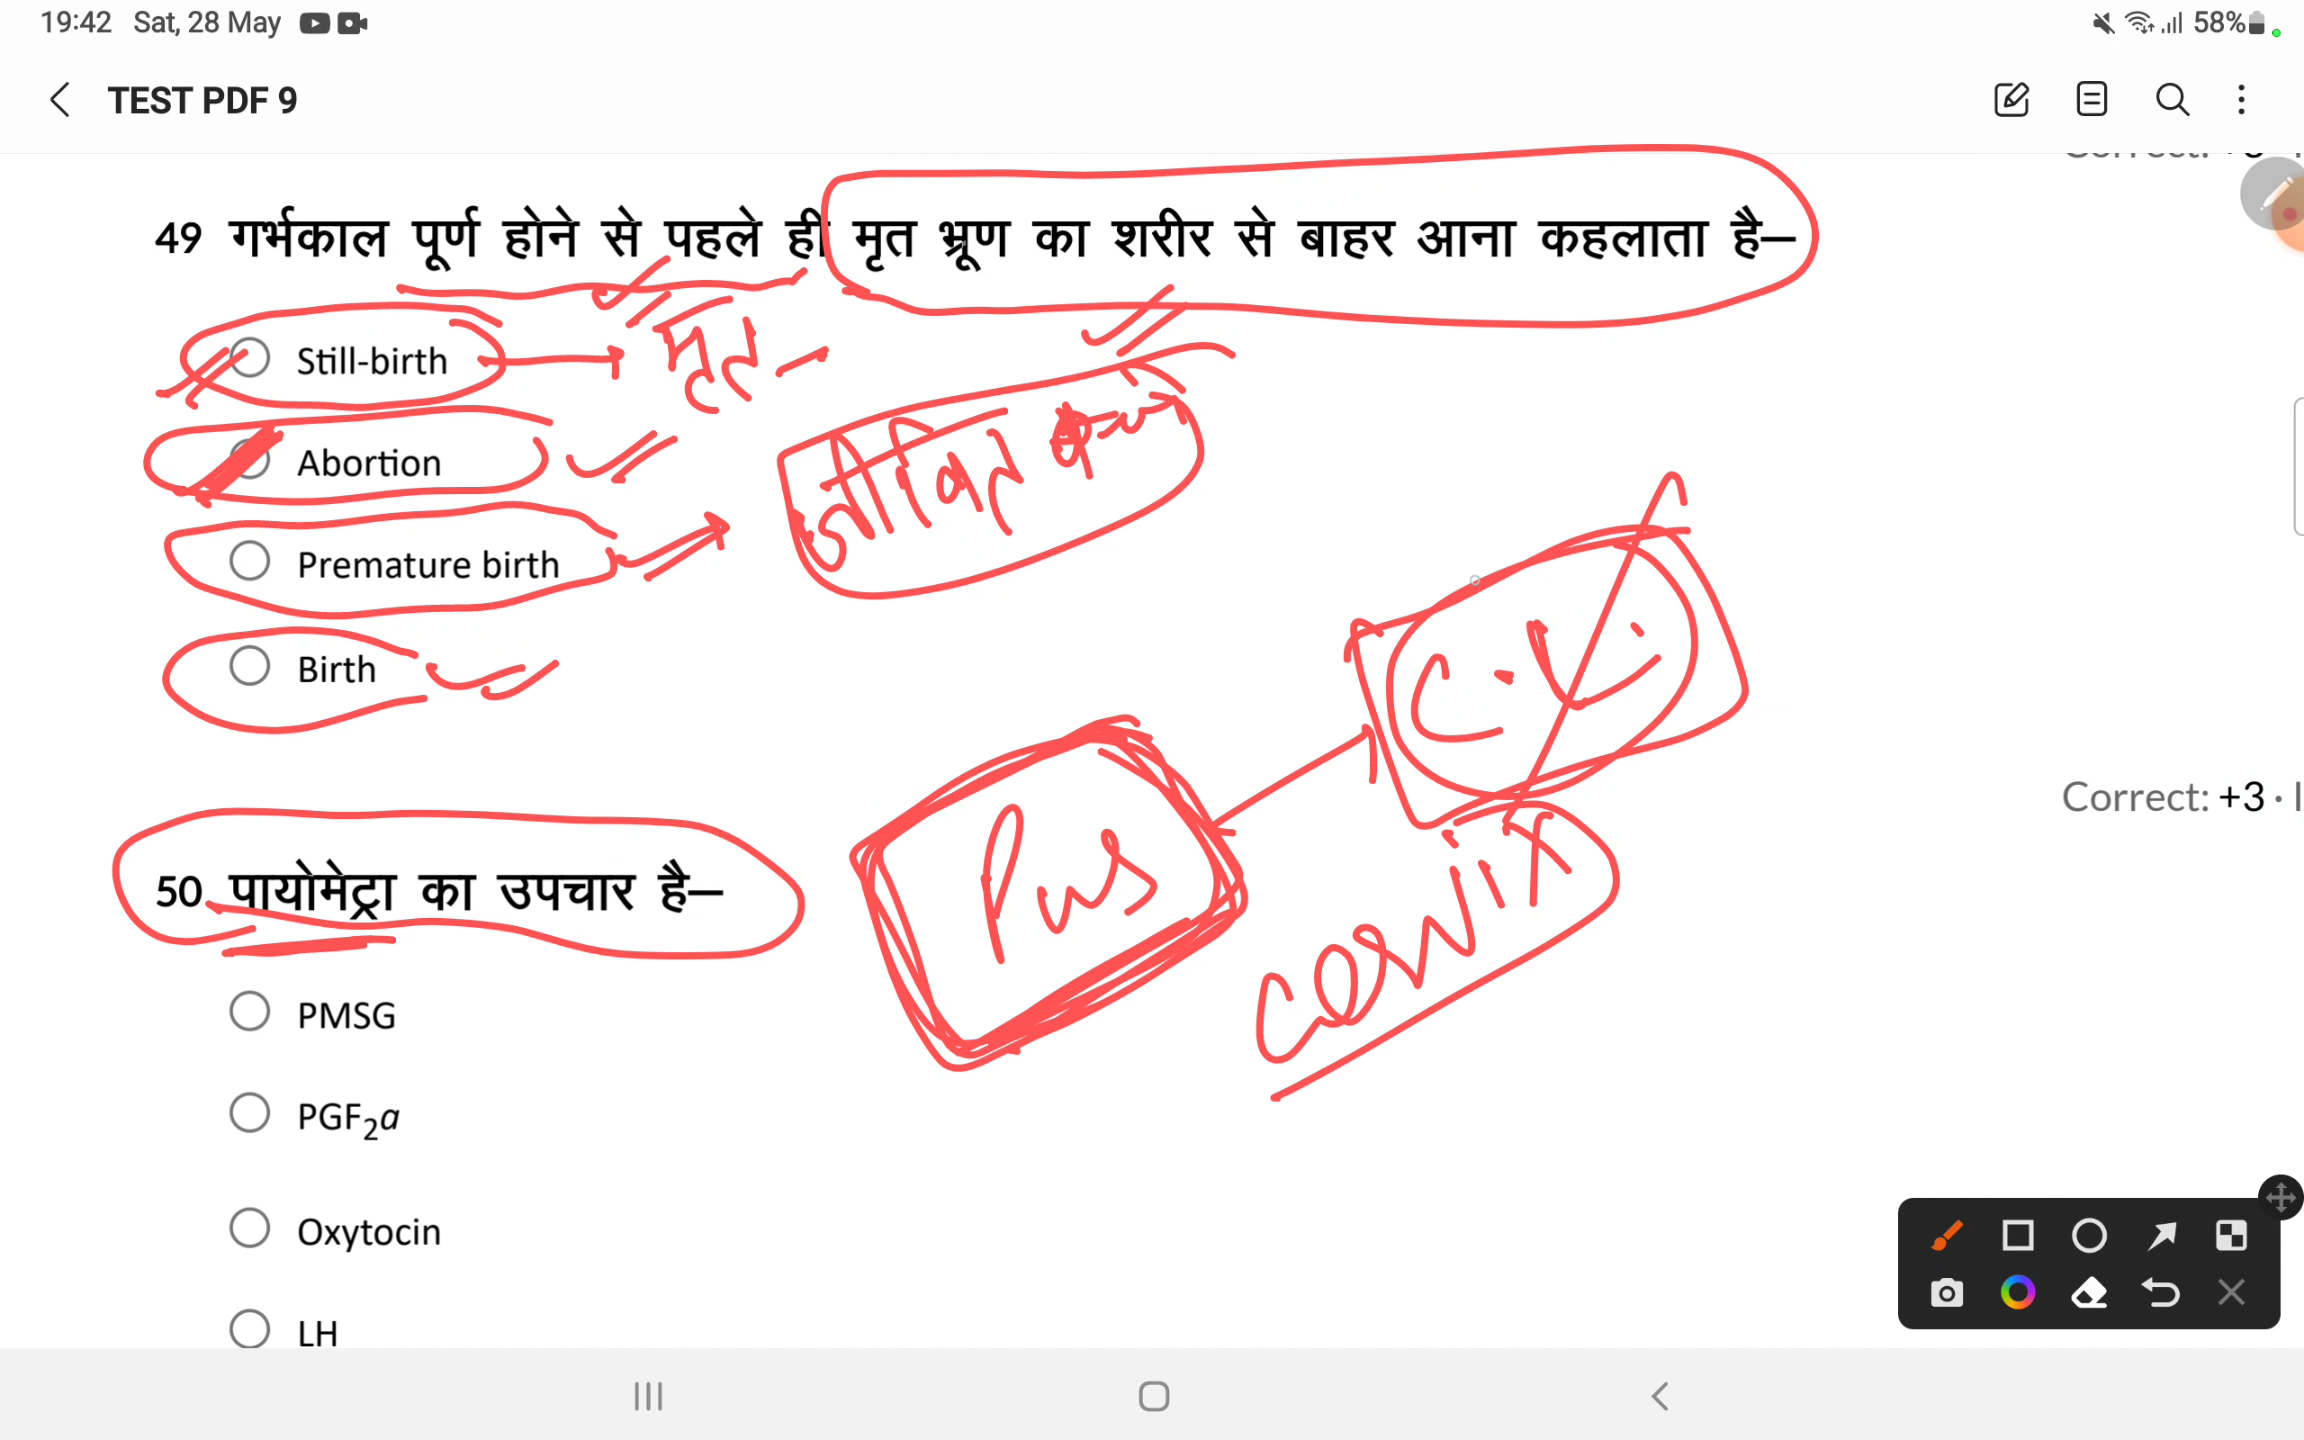 19:42 Sat, 28 May 58%
TEST PDF 9
49 गर्भकाल पूर्ण होने से पहले ही मृत भ्रूण का शरीर से बाहर आना कहलाता है–
Still-birth
मृत
Abortion
जीवित
Premature birth
Birth
C.L.
Correct: +3 ·
Pus
cervix
50 पायोमेट्रा का उपचार है–
PMSG
PGF₂a
Oxytocin
LH